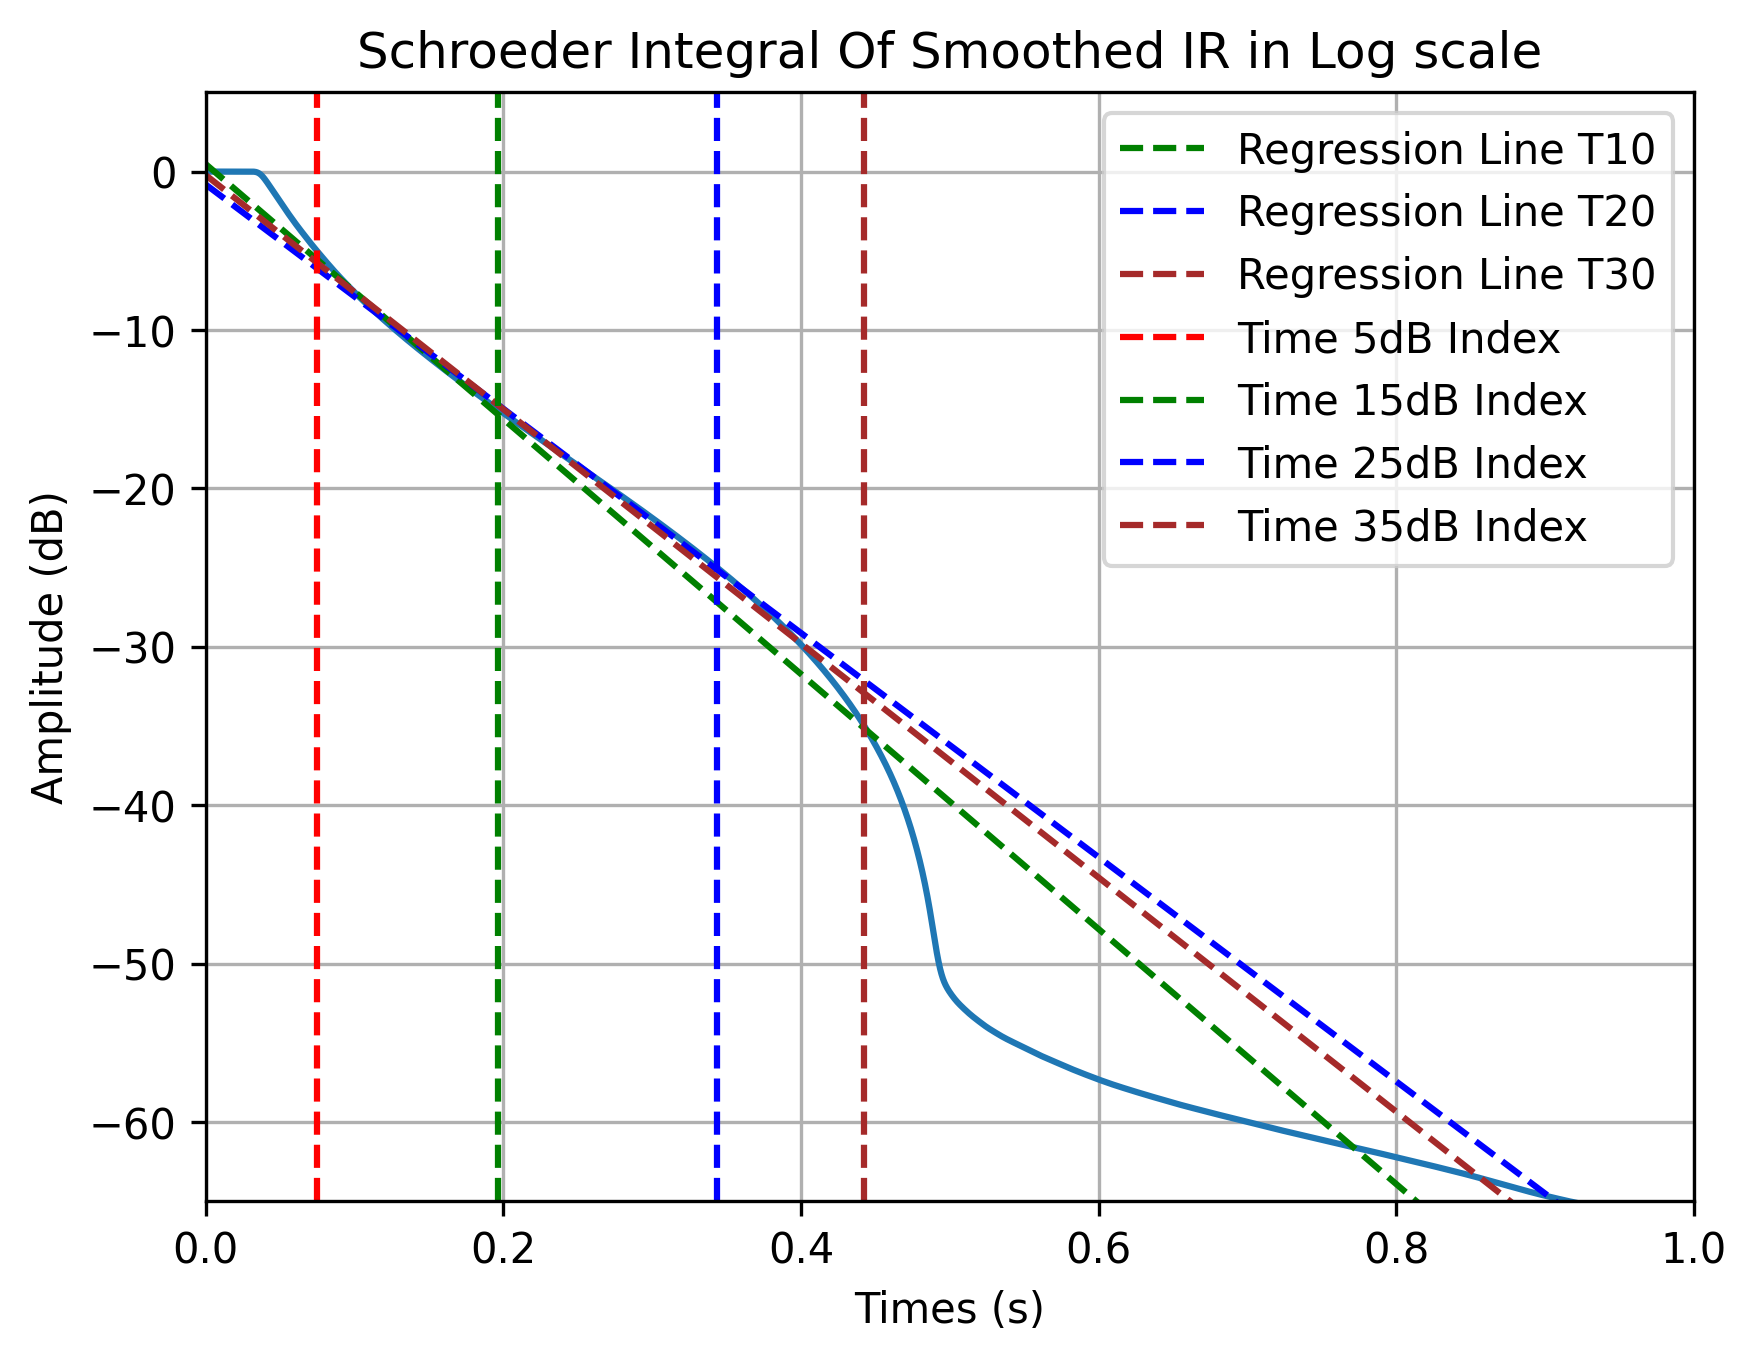 Schroeder Integral Of Smoothed IR in Log scale
Regression Line T10
Regression Line T20
Regression Line T30
Time 5dB Index
Time 15dB Index
Time 25dB Index
Time 35dB Index
Amplitude (dB)
0
−10
−20
−30
−40
−50
−60
0.0 0.2 0.4 0.6 0.8 1.0
Times (s)